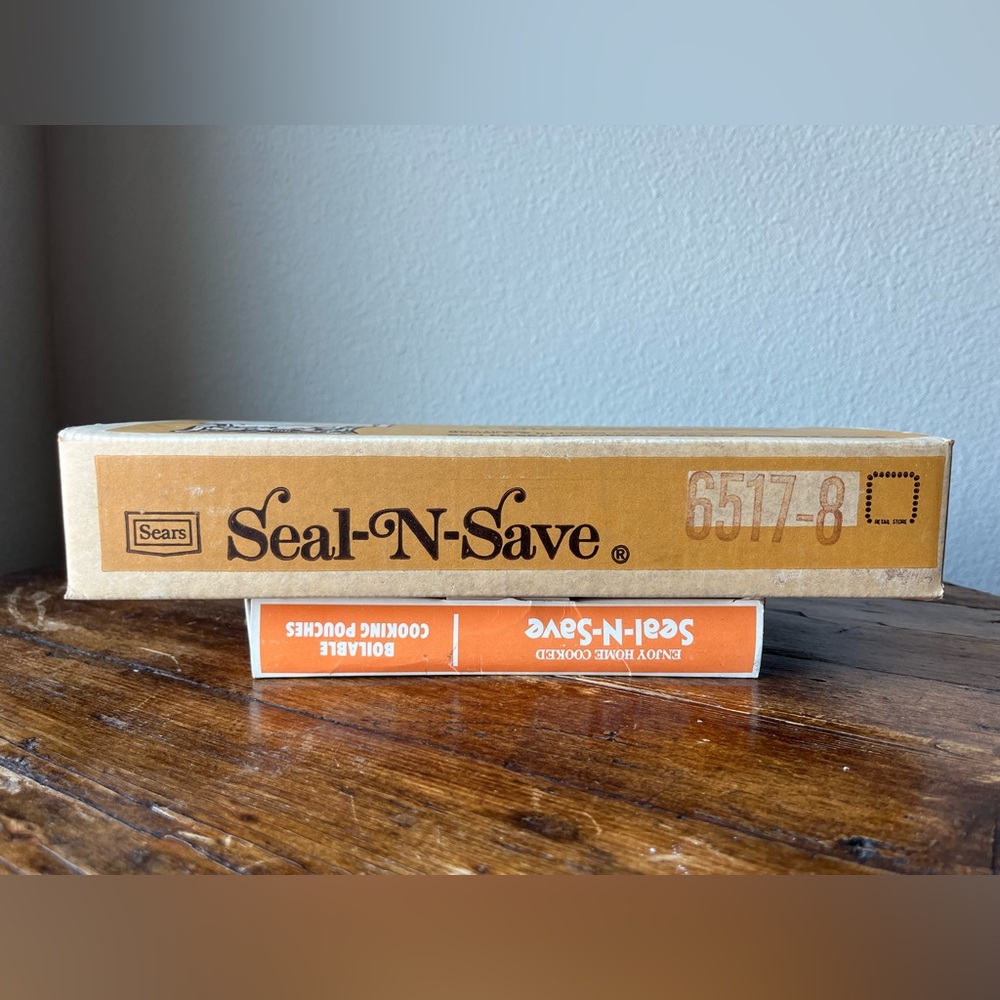 Sears
Seal-N-Save ®
6517-8
RETAIL STORE
ENJOY HOME COOKED
Seal-N-Save
BOILABLE
COOKING POUCHES